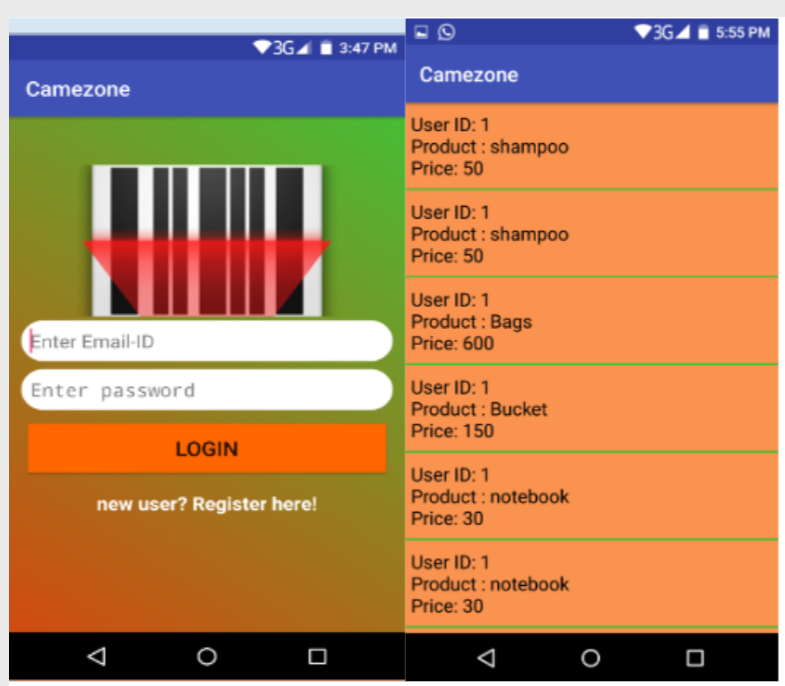 3G 3:47 PM
Camezone
Enter Email-ID
Enter password
LOGIN
new user? Register here!
3G 5:55 PM
Camezone
User ID: 1
Product : shampoo
Price: 50
User ID: 1
Product : shampoo
Price: 50
User ID: 1
Product : Bags
Price: 600
User ID: 1
Product : Bucket
Price: 150
User ID: 1
Product : notebook
Price: 30
User ID: 1
Product : notebook
Price: 30